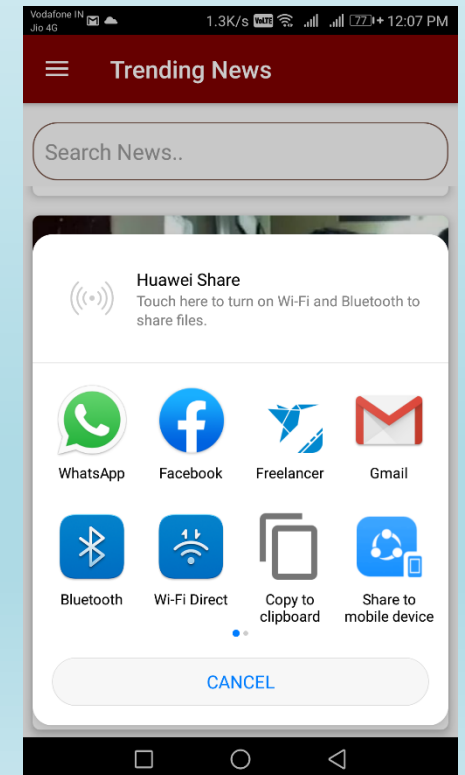 Vodafone IN
Jio 4G
1.3K/s VoLTE 77 12:07 PM
Trending News
Search News..
Huawei Share
Touch here to turn on Wi-Fi and Bluetooth to
share files.
WhatsApp Facebook Freelancer Gmail
Bluetooth Wi-Fi Direct Copy to clipboard Share to mobile device
CANCEL